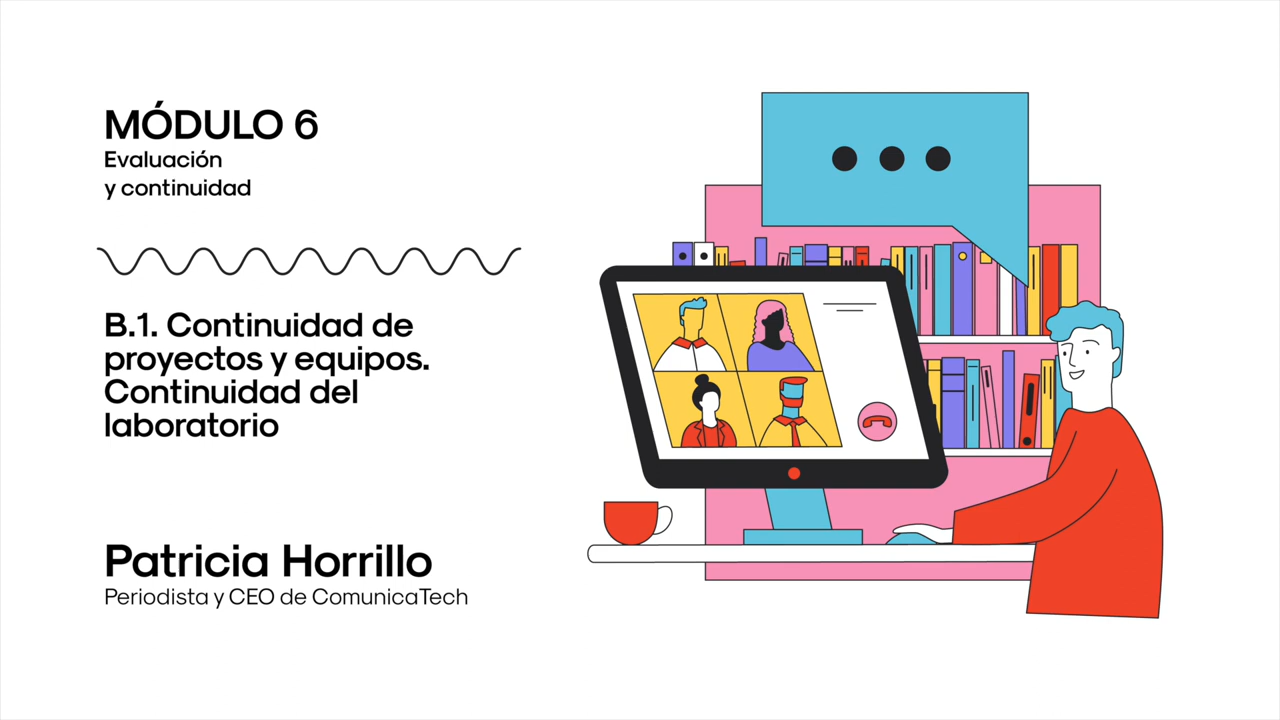 MÓDULO 6
Evaluación
y continuidad
B.1. Continuidad de
proyectos y equipos.
Continuidad del
laboratorio
Patricia Horrillo
Periodista y CEO de ComunicaTech